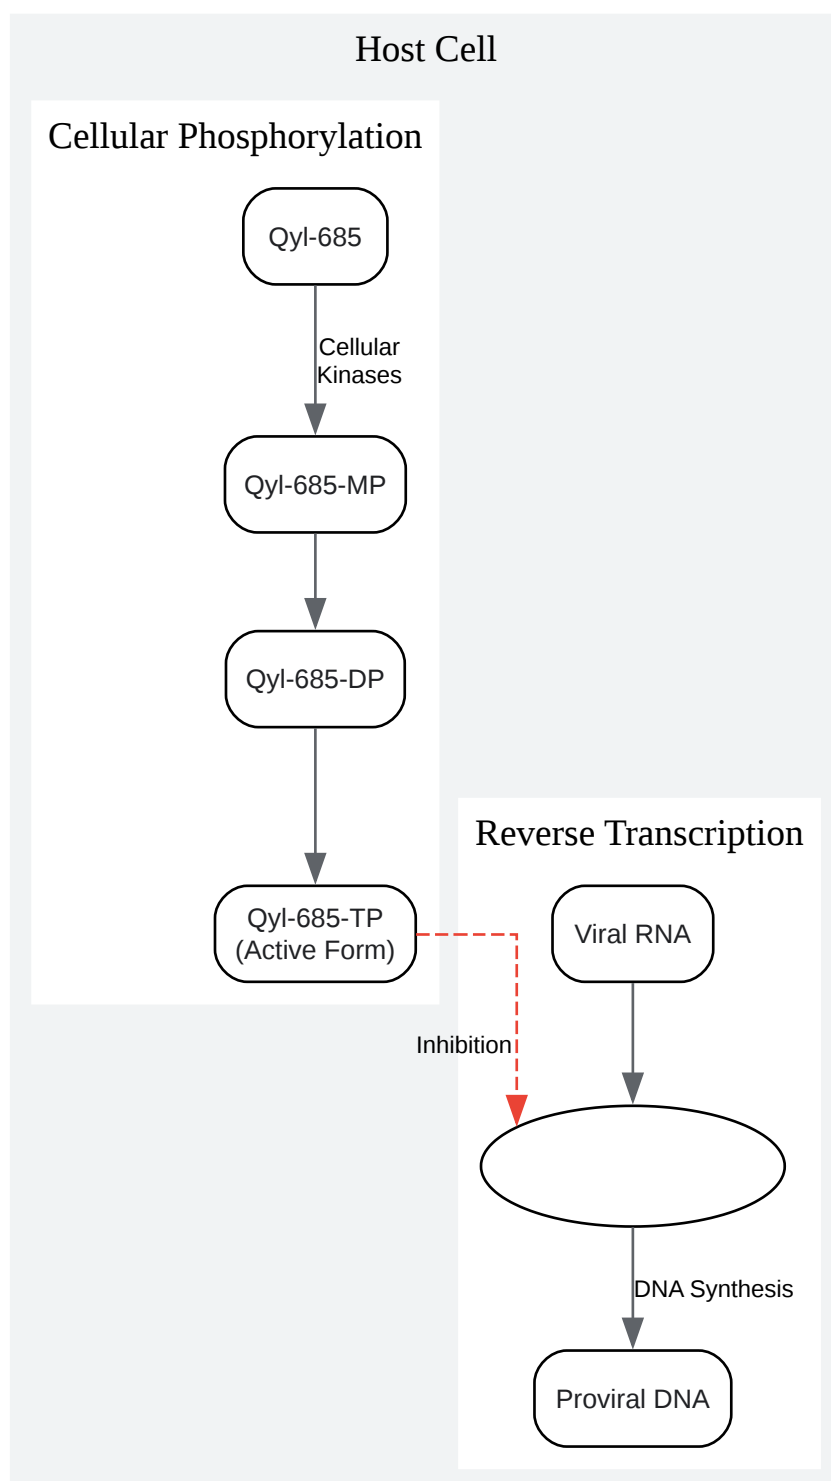 Host Cell
Cellular Phosphorylation
Qyl-685
Cellular
Kinases
Qyl-685-MP
Qyl-685-DP
Qyl-685-TP
(Active Form)
Reverse Transcription
Viral RNA
Inhibition
DNA Synthesis
Proviral DNA